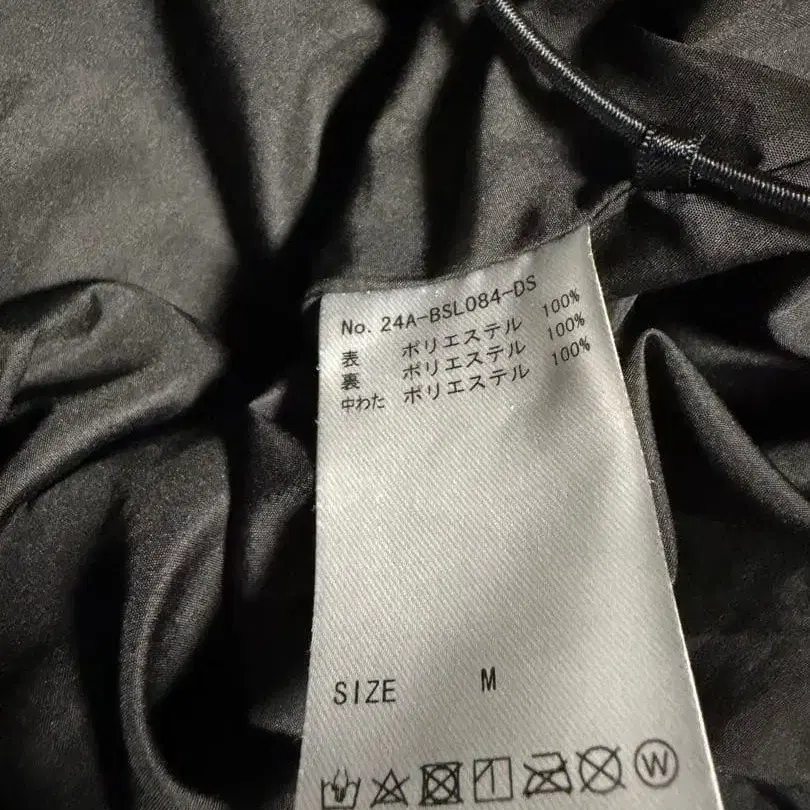 No. 24A-BSL084-DS
表 ポリエステル 100%
裏 ポリエステル 100%
中わた ポリエステル 100%
SIZE M
W